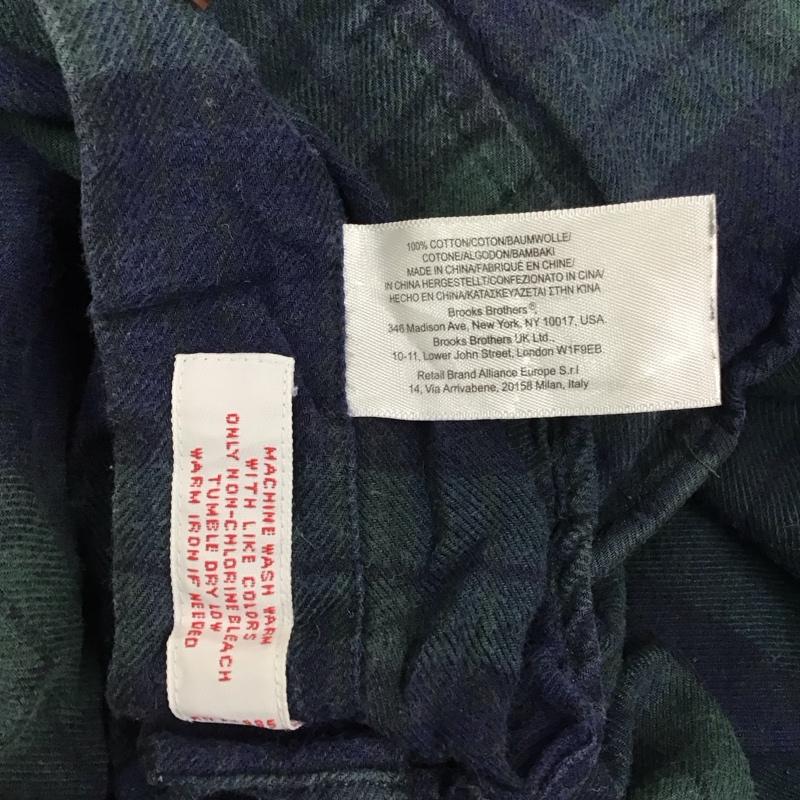 100% COTTON/COTON/BAUMWOLLE/
COTONE/ALGODON/BAMBAKI
MADE IN CHINA/FABRIQUÉ EN CHINE/
IN CHINA HERGESTELLT/CONFEZIONATO IN CINA/
HECHO EN CHINA/ΚΑΤΑΣΚΕΥΑΖΕΤΑΙ ΣΤΗΝ ΚΊΝΑ
Brooks Brothers®,
346 Madison Ave, New York, NY 10017, USA.
Brooks Brothers UK Ltd.,
10-11, Lower John Street, London W1F9EB.
Retail Brand Alliance Europe S.r.l
14, Via Arrivabene, 20158 Milan, Italy
MACHINE WASH WARM
WITH LIKE COLORS
ONLY NON-CHLORINE BLEACH
TUMBLE DRY LOW
WARM IRON IF NEEDED